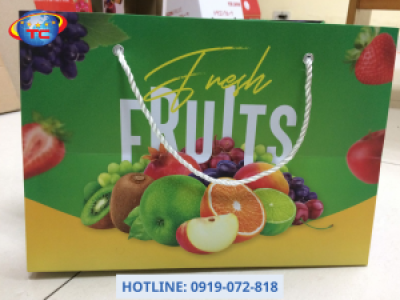 TC
Fresh
FRUITS
HOTLINE: 0919-072-818